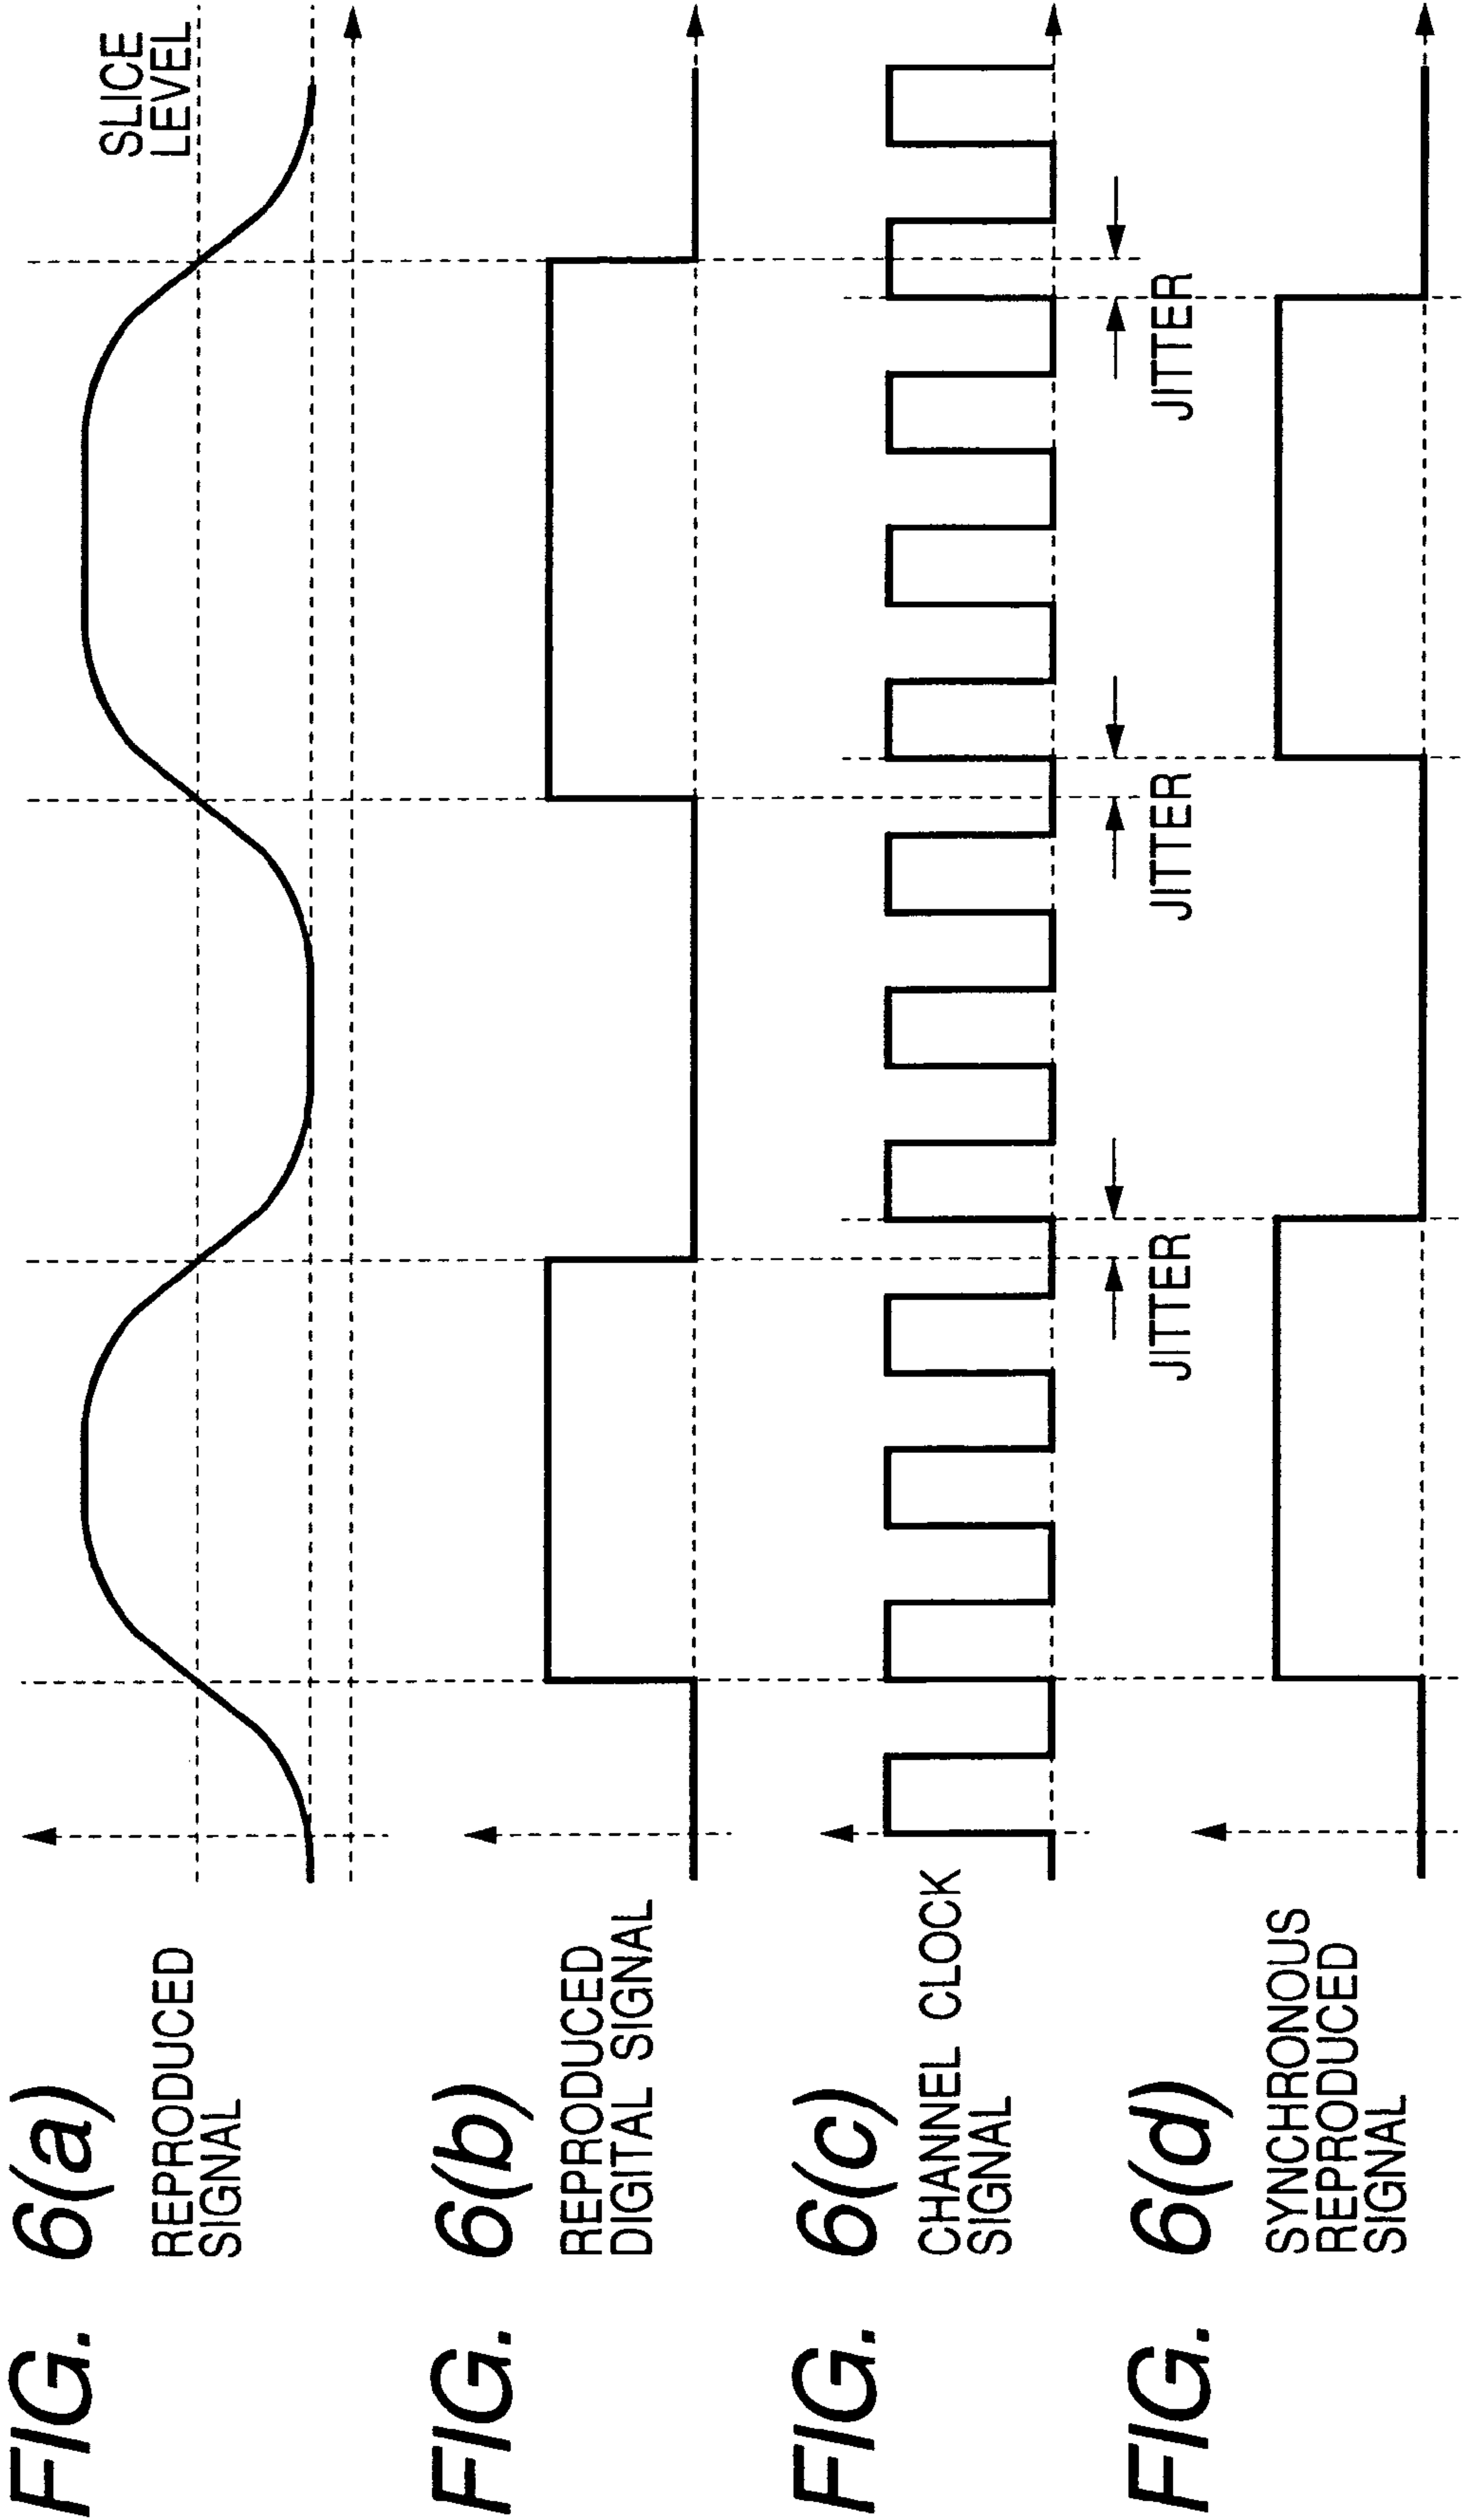 FIG. 6(a)
REPRODUCED
SIGNAL
SLICE
LEVEL
FIG. 6(b)
REPRODUCED
DIGITAL SIGNAL
FIG. 6(c)
CHANNEL CLOCK
SIGNAL
JITTER
JITTER
JITTER
FIG. 6(d)
SYNCHRONOUS
REPRODUCED
SIGNAL